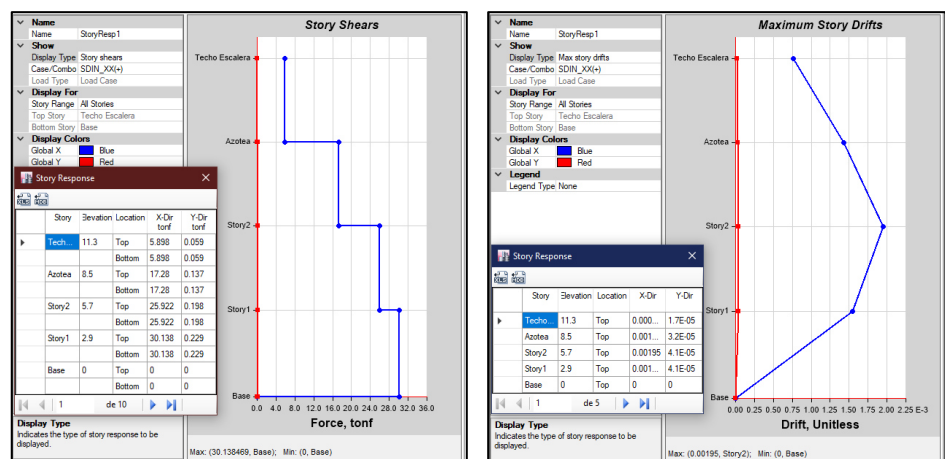 Name
Name StoryResp1
Show
Display Type Story shears
Case/Combo SDIN_XX(+)
Load Type Load Case
Display For
Story Range All Stories
Top Story Techo Escalera
Bottom Story Base
Display Colors
Global X Blue
Global Y Red
Story Response
Story Elevation Location X-Dir tonf Y-Dir tonf
Tech... 11.3 Top 5.898 0.059
Bottom 5.898 0.059
Azotea 8.5 Top 17.28 0.137
Bottom 17.28 0.137
Story2 5.7 Top 25.922 0.198
Bottom 25.922 0.198
Story1 2.9 Top 30.138 0.229
Bottom 30.138 0.229
Base 0 Top 0 0
Bottom 0 0
1 de 10
Display Type
Indicates the type of story response to be
displayed.
Story Shears
Techo Escalera
Azotea
Story2
Story1
Base
0.0 4.0 8.0 12.0 16.0 20.0 24.0 28.0 32.0 36.0
Force, tonf
Max: (30.138469, Base); Min: (0, Base)
Name
Name StoryResp1
Show
Display Type Max story drifts
Case/Combo SDIN_XX(+)
Load Type Load Case
Display For
Story Range All Stories
Top Story Techo Escalera
Bottom Story Base
Display Colors
Global X Blue
Global Y Red
Legend
Legend Type None
Story Response
Story Elevation Location X-Dir Y-Dir
Techo... 11.3 Top 0.000... 1.7E-05
Azotea 8.5 Top 0.001... 3.2E-05
Story2 5.7 Top 0.00195 4.1E-05
Story1 2.9 Top 0.001... 4.1E-05
Base 0 Top 0 0
1 de 5
Display Type
Indicates the type of story response to be
displayed.
Maximum Story Drifts
Techo Escalera
Azotea
Story2
Story1
Base
0.00 0.25 0.50 0.75 1.00 1.25 1.50 1.75 2.00 2.25 E-3
Drift, Unitless
Max: (0.00195, Story2); Min: (0, Base)